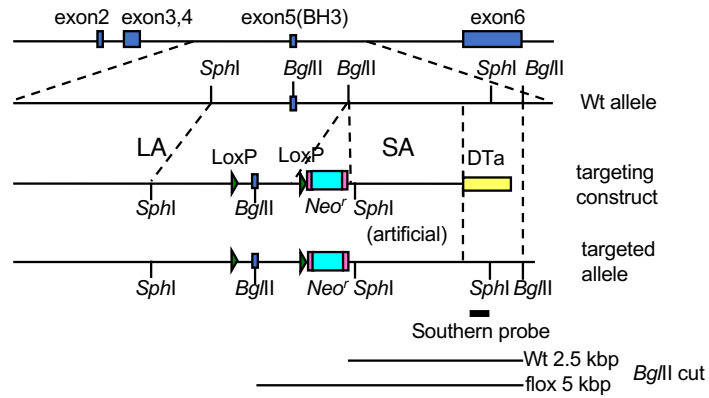 exon2 exon3,4 exon5(BH3) exon6
SphI BglII BglII SphI BglII
Wt allele
LA SA
LoxP LoxP DTa
targeting
construct
SphI BglII Neoʳ SphI
(artificial)
targeted
allele
BglII Neoʳ SphI SphI BglII
SphI
Southern probe
Wt 2.5 kbp
BglII cut
flox 5 kbp